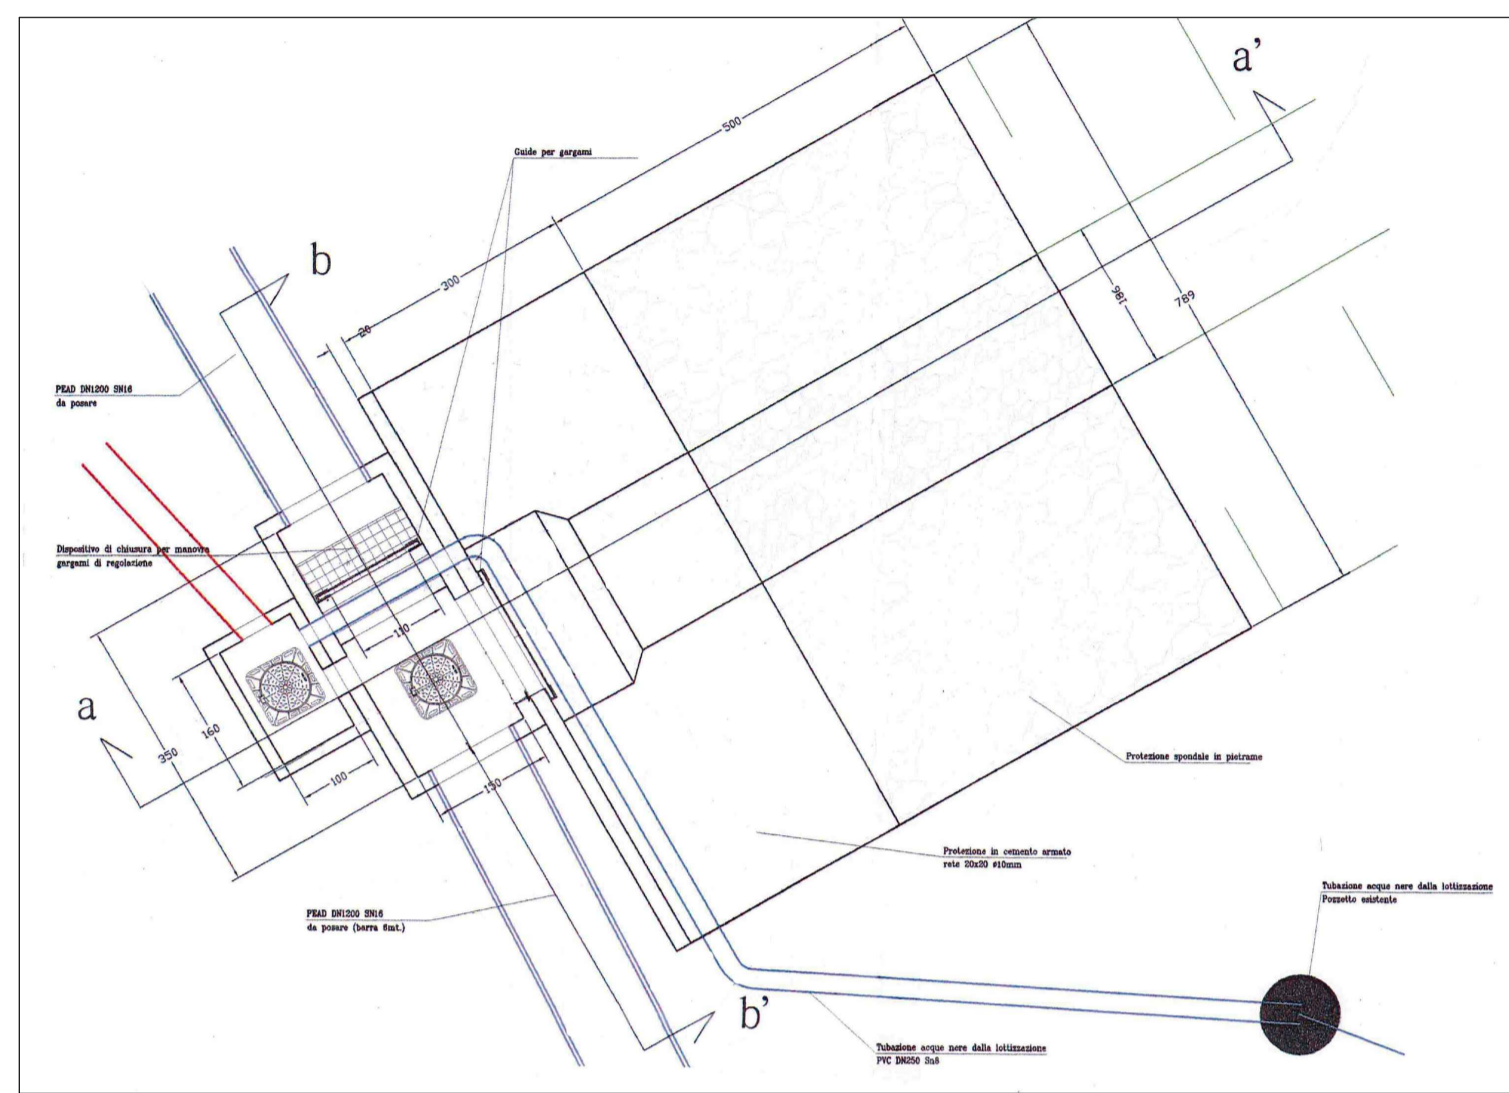 a'
500
Guide per gargami
b
300
20
186
789
PEAD DN1200 SN16
da posare
Dispositivo di chiusura per manovra
gargami di regolazione
110
a
160
350
100
150
Protezione spondale in pietrame
Protezione in cemento armato
rete 20x20 ø10mm
Tubazione acque nere dalla lottizzazione
Pozzetto esistente
PEAD DN1200 SN16
da posare (barra 6mt.)
b'
Tubazione acque nere dalla lottizzazione
PVC DN250 Sn8